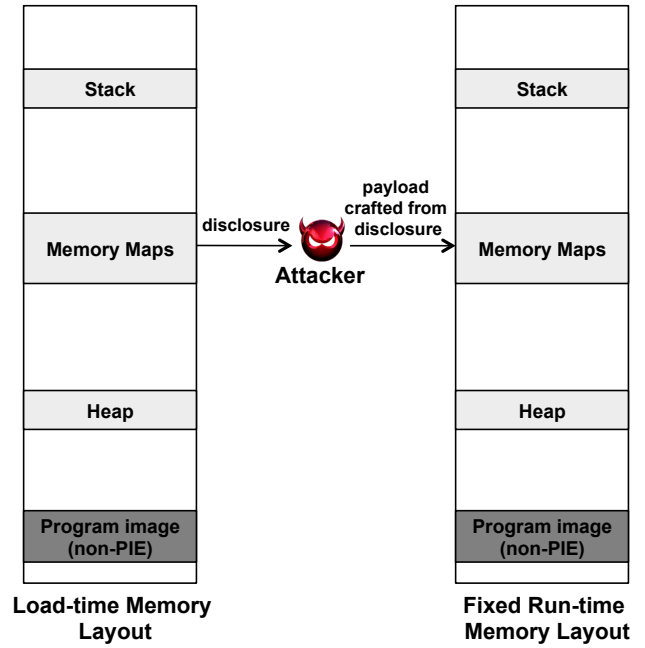 Stack
Memory Maps
Heap
Program image
(non-PIE)
Load-time Memory
Layout
disclosure
Attacker
payload
crafted from
disclosure
Stack
Memory Maps
Heap
Program image
(non-PIE)
Fixed Run-time
Memory Layout